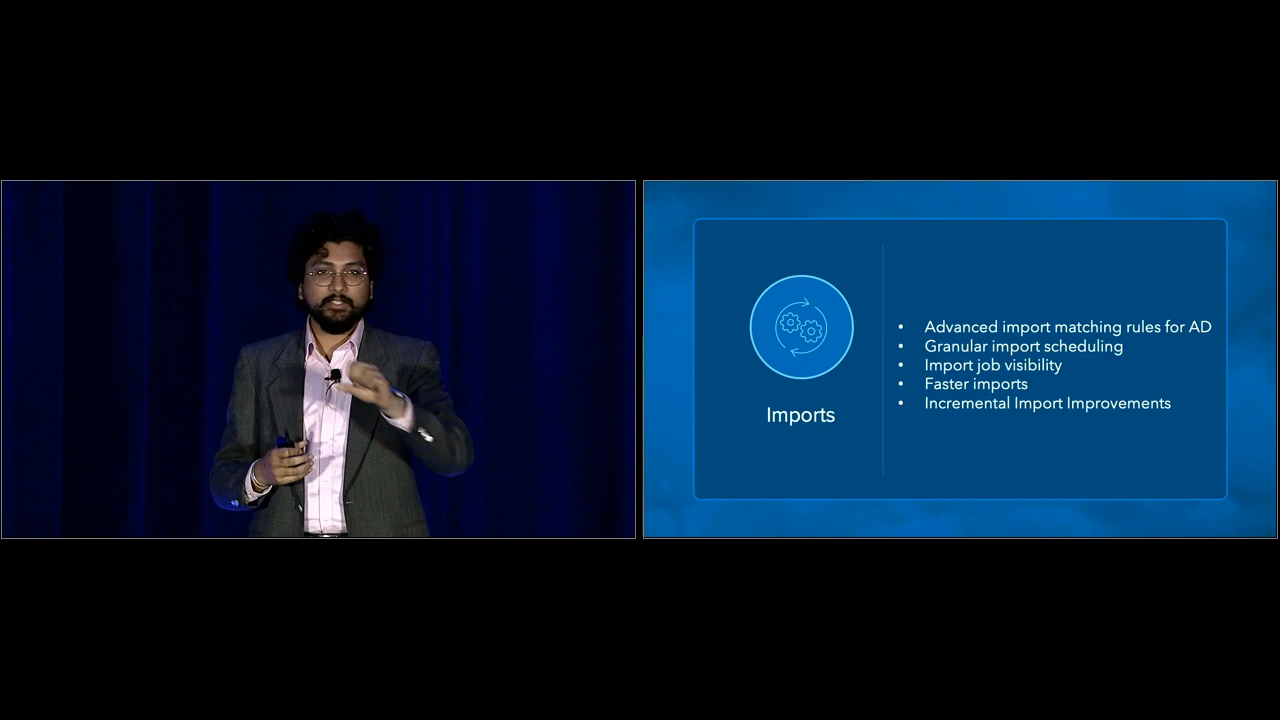 Imports
• Advanced import matching rules for AD
• Granular import scheduling
• Import job visibility
• Faster imports
• Incremental Import Improvements